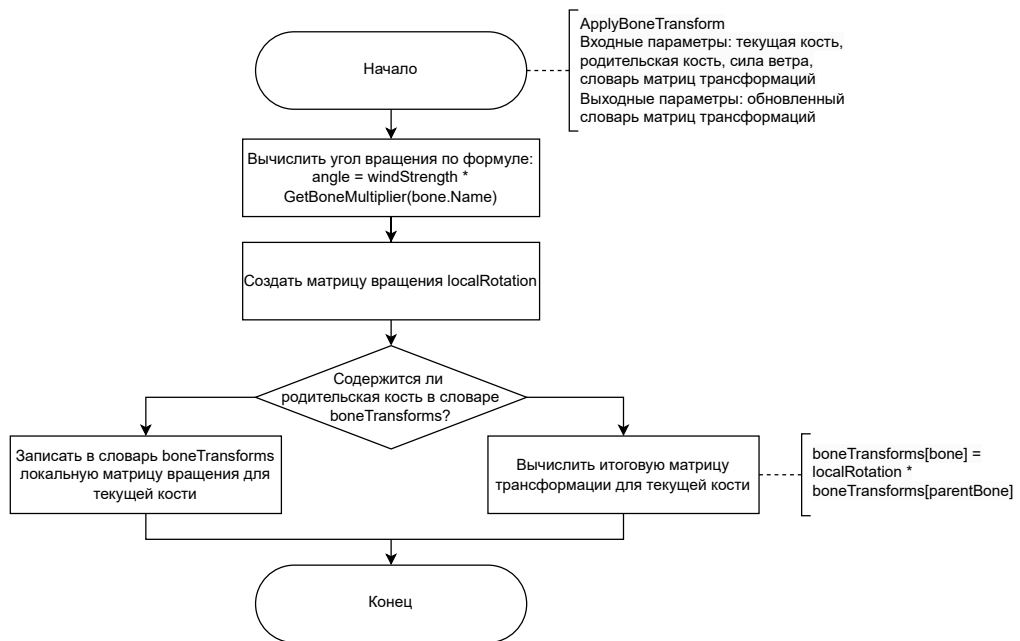 Начало
ApplyBoneTransform
Входные параметры: текущая кость,
родительская кость, сила ветра,
словарь матриц трансформаций
Выходные параметры: обновленный
словарь матриц трансформаций
Вычислить угол вращения по формуле:
angle = windStrength *
GetBoneMultiplier(bone.Name)
Создать матрицу вращения localRotation
Содержится ли
родительская кость в словаре
boneTransforms?
Записать в словарь boneTransforms
локальную матрицу вращения для
текущей кости
Вычислить итоговую матрицу
трансформации для текущей кости
boneTransforms[bone] =
localRotation *
boneTransforms[parentBone]
Конец